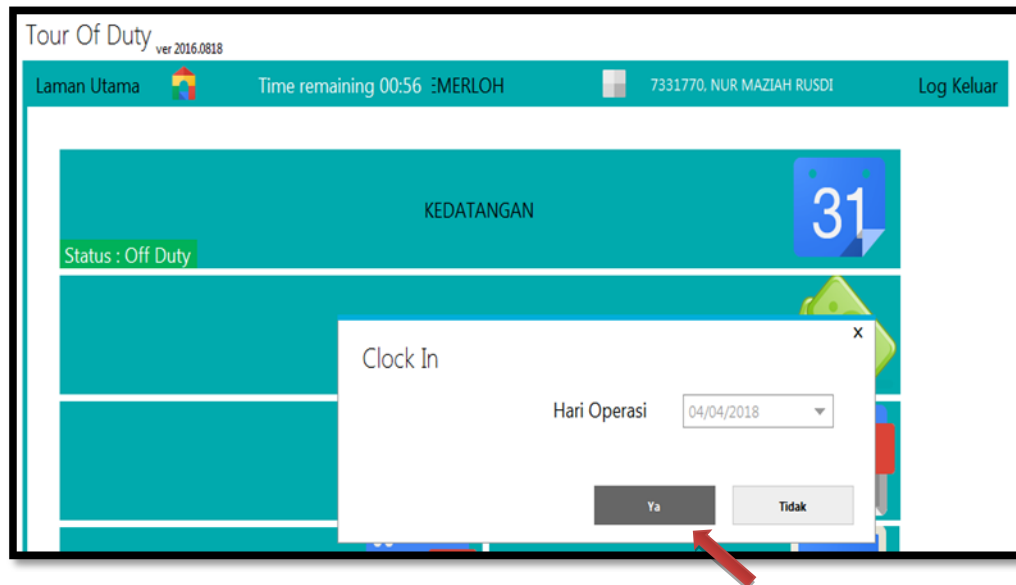 Tour Of Duty ver 2016.0818
Laman Utama Time remaining 00:56 EMERLOH 7331770, NUR MAZIAH RUSDI Log Keluar
KEDATANGAN
31
Status : Off Duty
x
Clock In
Hari Operasi 04/04/2018
Ya Tidak